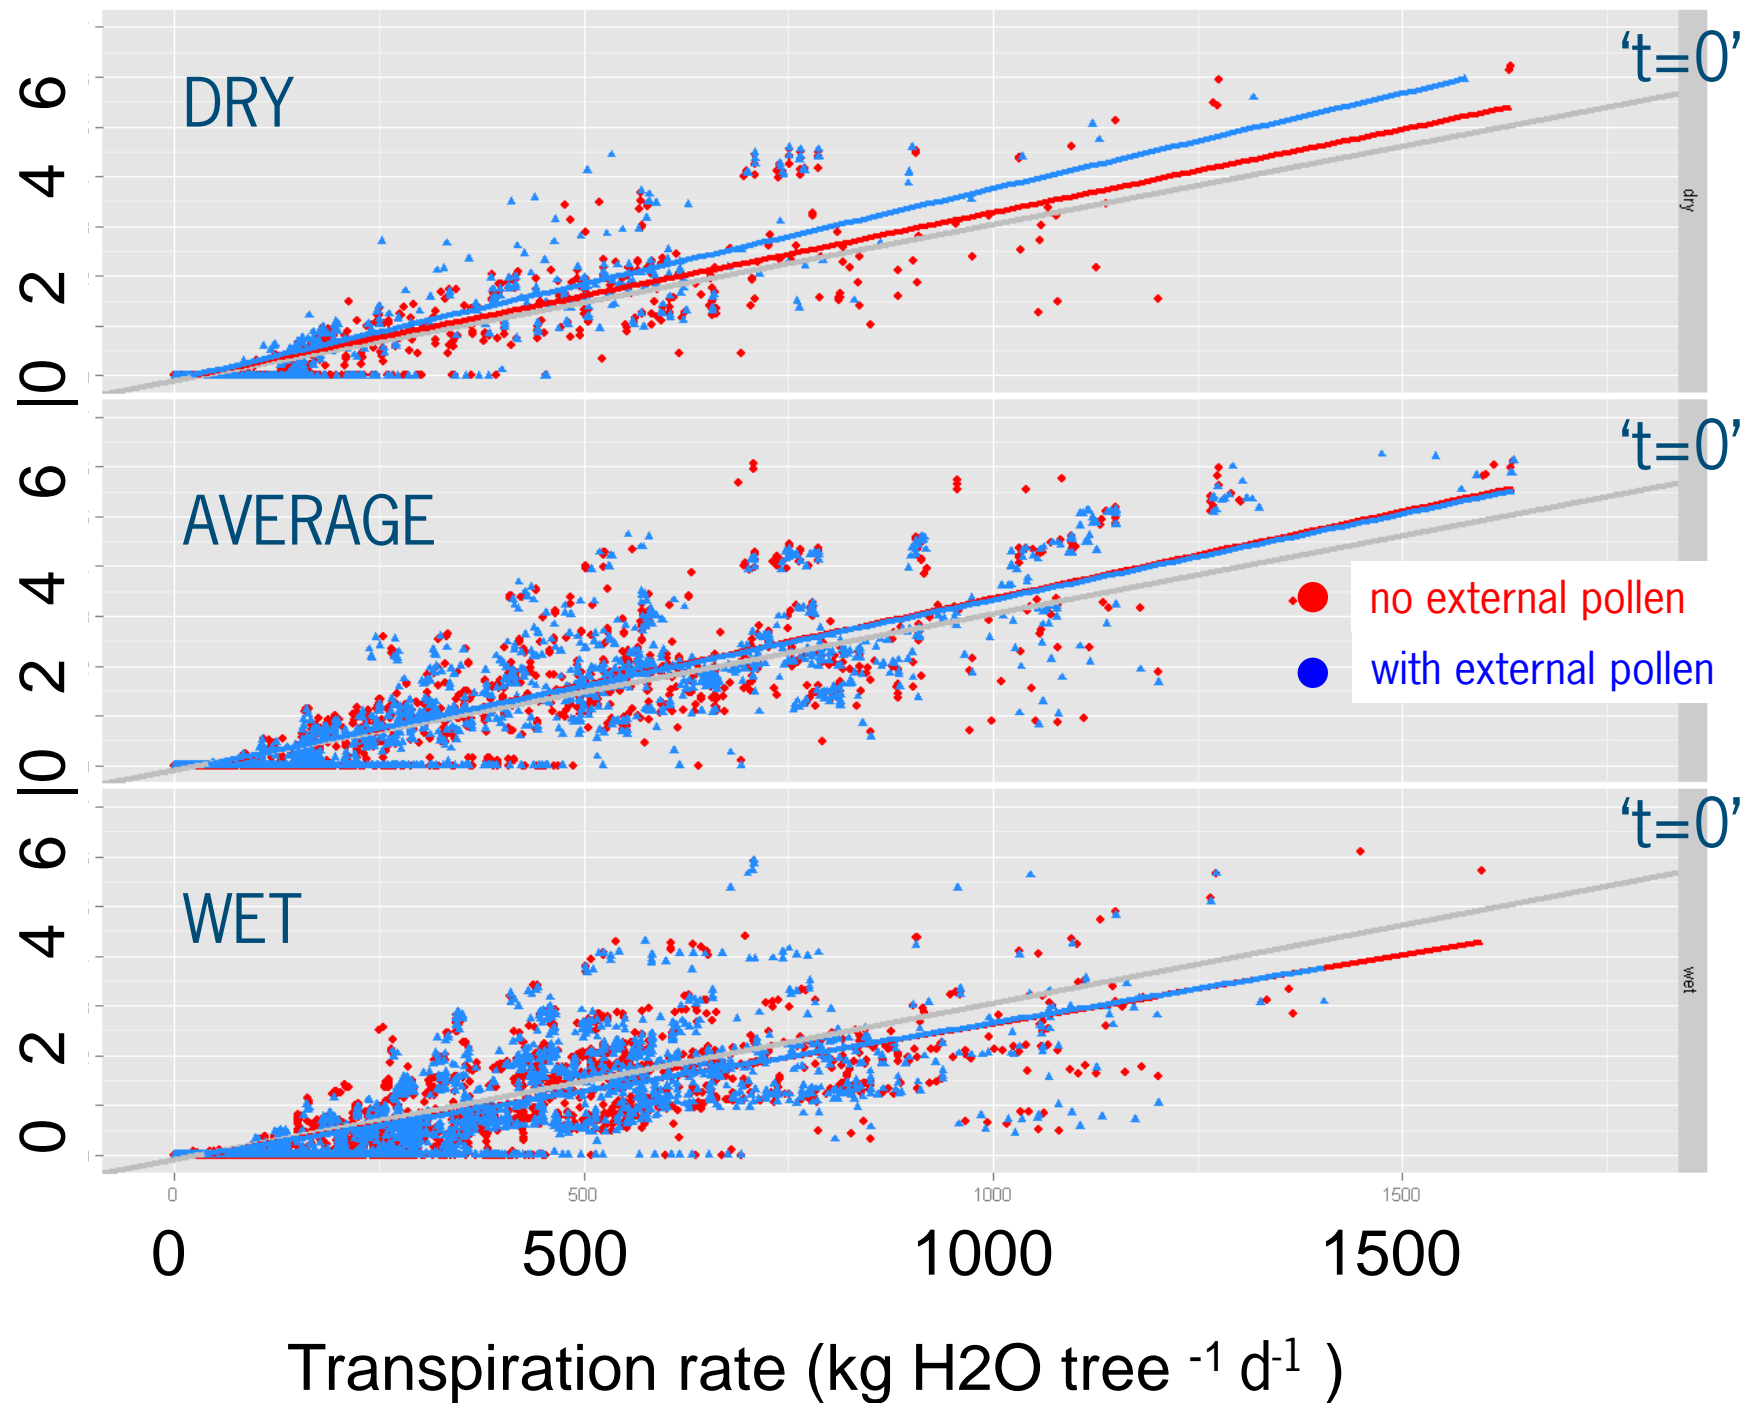 6
4
2
|0
DRY
‘t=0’
dry
6
4
2
|0
AVERAGE
‘t=0’
no external pollen
with external pollen
6
4
2
0
WET
‘t=0’
wet
0 500 1000 1500
0 500 1000 1500
Transpiration rate (kg H2O tree -1 d-1 )